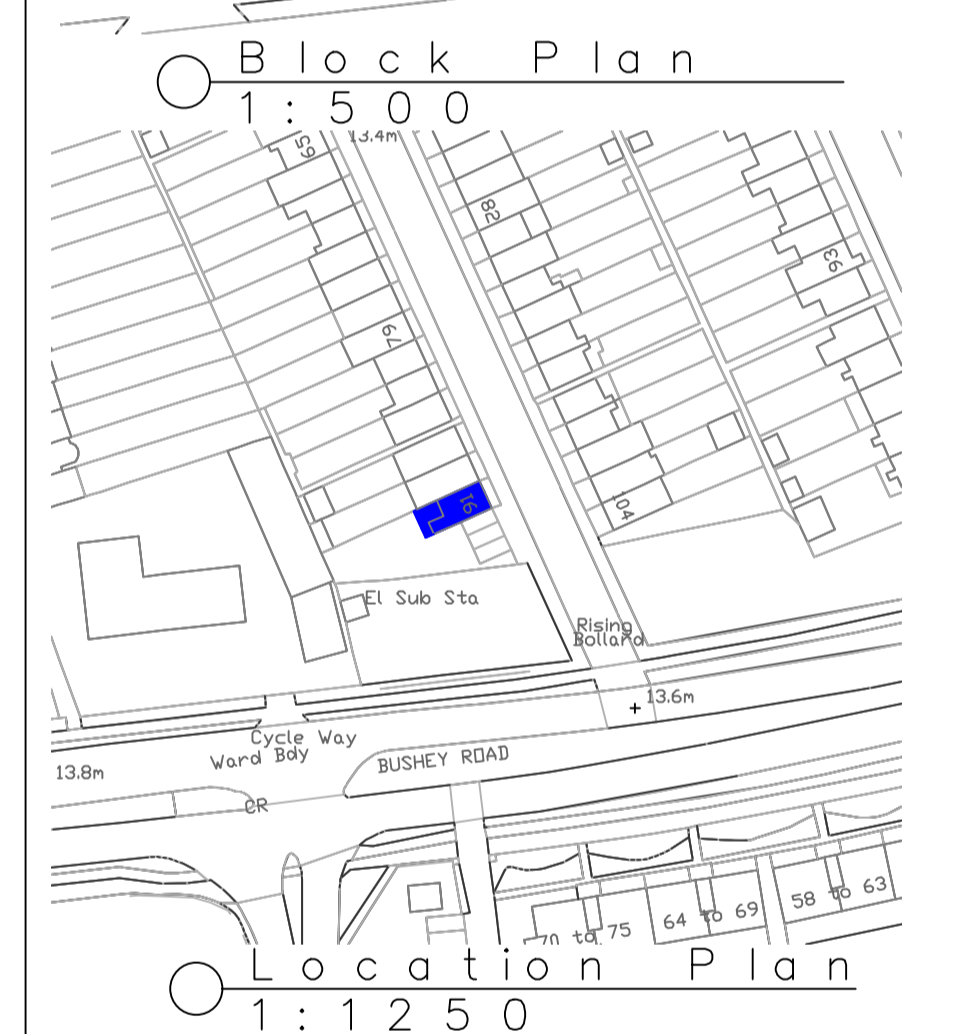 Block Plan
1:500
13.4m
65
82
93
79
91
104
El Sub Sta
Rising
Bollard
13.6m
Cycle Way
Ward Bdy
BUSHEY ROAD
13.8m
CR
58 to 63
64 to 69
70 to 75
Location Plan
1:1250